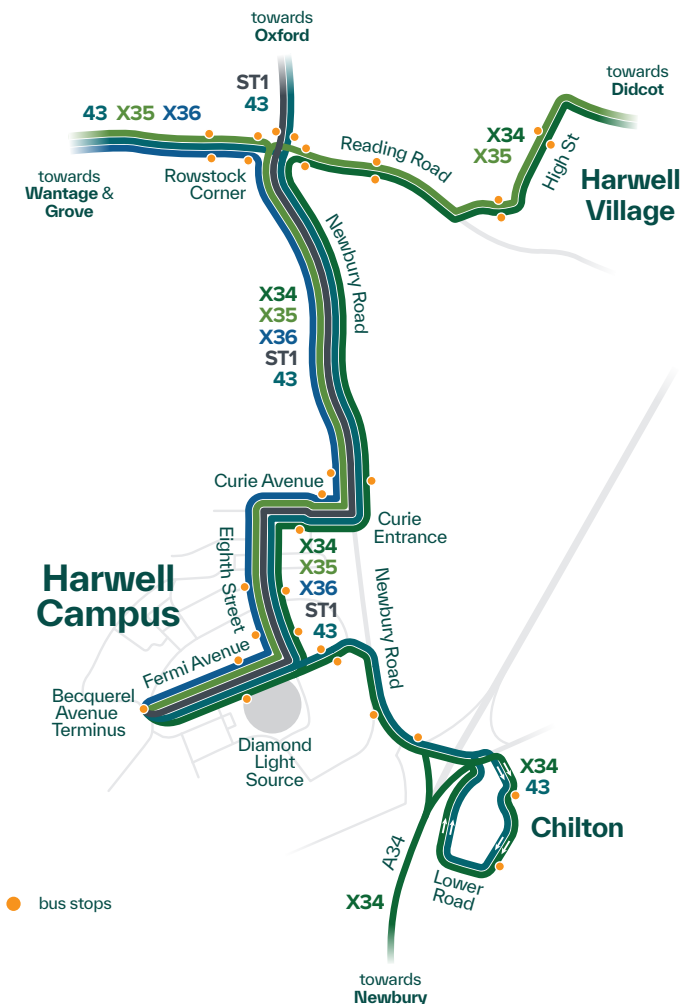 towards
Oxford
ST1
43
43 X35 X36
towards
Wantage &
Grove
Rowstock
Corner
Reading Road
towards
Didcot
X34
X35
High St
Harwell
Village
Newbury Road
X34
X35
X36
ST1
43
Curie Avenue
Curie
Entrance
Eighth Street
X34
X35
X36
ST1
43
Harwell
Campus
Newbury Road
Fermi Avenue
Becquerel
Avenue
Terminus
Diamond
Light
Source
X34
43
Chilton
A34
Lower
Road
X34
bus stops
towards
Newbury